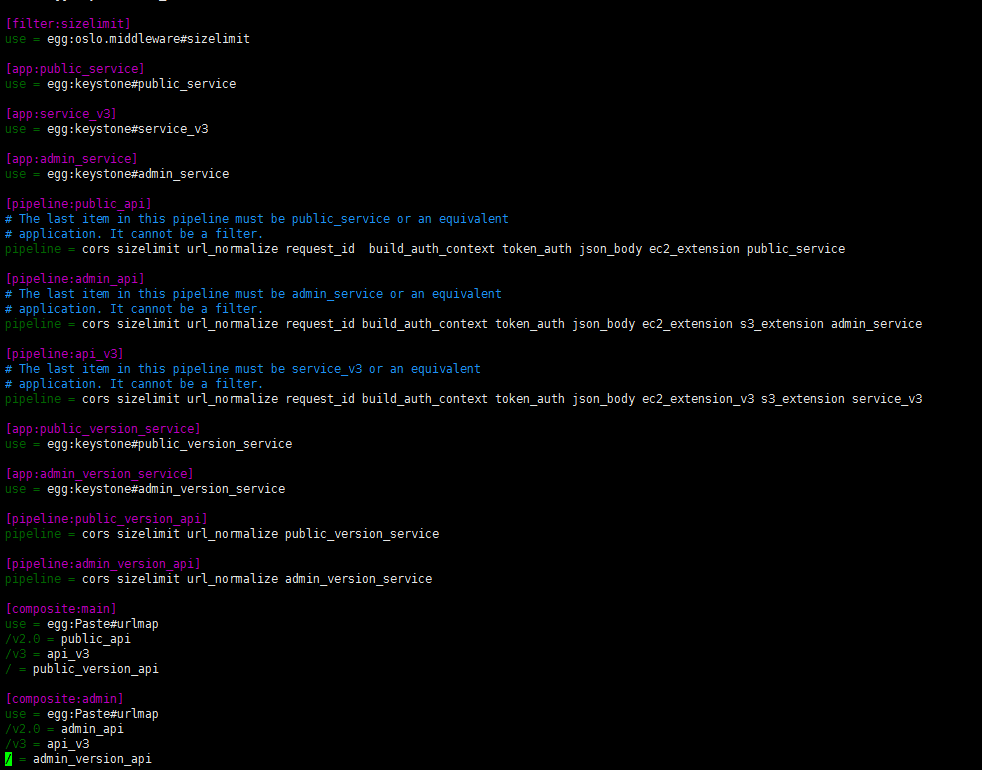 [filter:sizelimit]
use = egg:oslo.middleware#sizelimit
[app:public_service]
use = egg:keystone#public_service
[app:service_v3]
use = egg:keystone#service_v3
[app:admin_service]
use = egg:keystone#admin_service
[pipeline:public_api]
# The last item in this pipeline must be public_service or an equivalent
# application. It cannot be a filter.
pipeline = cors sizelimit url_normalize request_id  build_auth_context token_auth json_body ec2_extension public_service
[pipeline:admin_api]
# The last item in this pipeline must be admin_service or an equivalent
# application. It cannot be a filter.
pipeline = cors sizelimit url_normalize request_id build_auth_context token_auth json_body ec2_extension s3_extension admin_service
[pipeline:api_v3]
# The last item in this pipeline must be service_v3 or an equivalent
# application. It cannot be a filter.
pipeline = cors sizelimit url_normalize request_id build_auth_context token_auth json_body ec2_extension_v3 s3_extension service_v3
[app:public_version_service]
use = egg:keystone#public_version_service
[app:admin_version_service]
use = egg:keystone#admin_version_service
[pipeline:public_version_api]
pipeline = cors sizelimit url_normalize public_version_service
[pipeline:admin_version_api]
pipeline = cors sizelimit url_normalize admin_version_service
[composite:main]
use = egg:Paste#urlmap
/v2.0 = public_api
/v3 = api_v3
/ = public_version_api
[composite:admin]
use = egg:Paste#urlmap
/v2.0 = admin_api
/v3 = api_v3
/ = admin_version_api